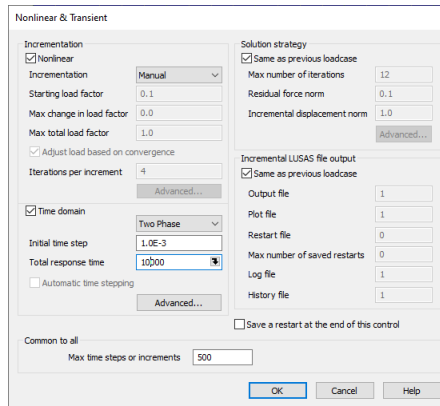 Nonlinear & Transient
Incrementation
Nonlinear
Incrementation Manual
Starting load factor 0.1
Max change in load factor 0.0
Max total load factor 1.0
Adjust load based on convergence
Iterations per increment 4
Advanced...
Time domain
Two Phase
Initial time step 1.0E-3
Total response time 10000
Automatic time stepping
Advanced...
Common to all
Max time steps or increments 500
Solution strategy
Same as previous loadcase
Max number of iterations 12
Residual force norm 0.1
Incremental displacement norm 1.0
Advanced...
Incremental LUSAS file output
Same as previous loadcase
Output file 1
Plot file 1
Restart file 0
Max number of saved restarts 0
Log file 1
History file 1
Save a restart at the end of this control
OK Cancel Help